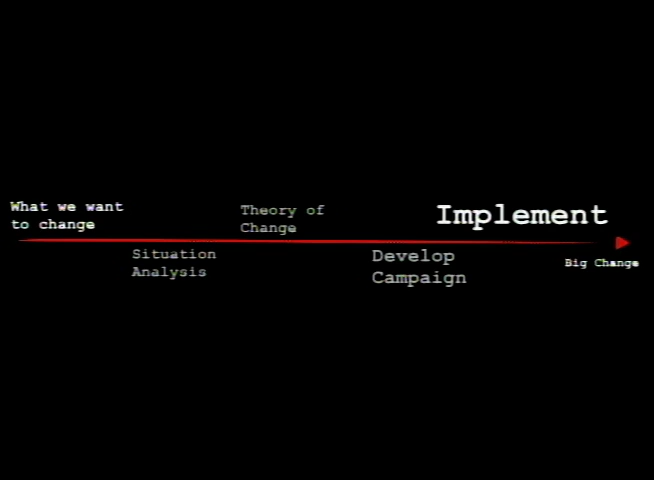 What we want
to change
Situation
Analysis
Theory of
Change
Develop
Campaign
Implement
Big Change